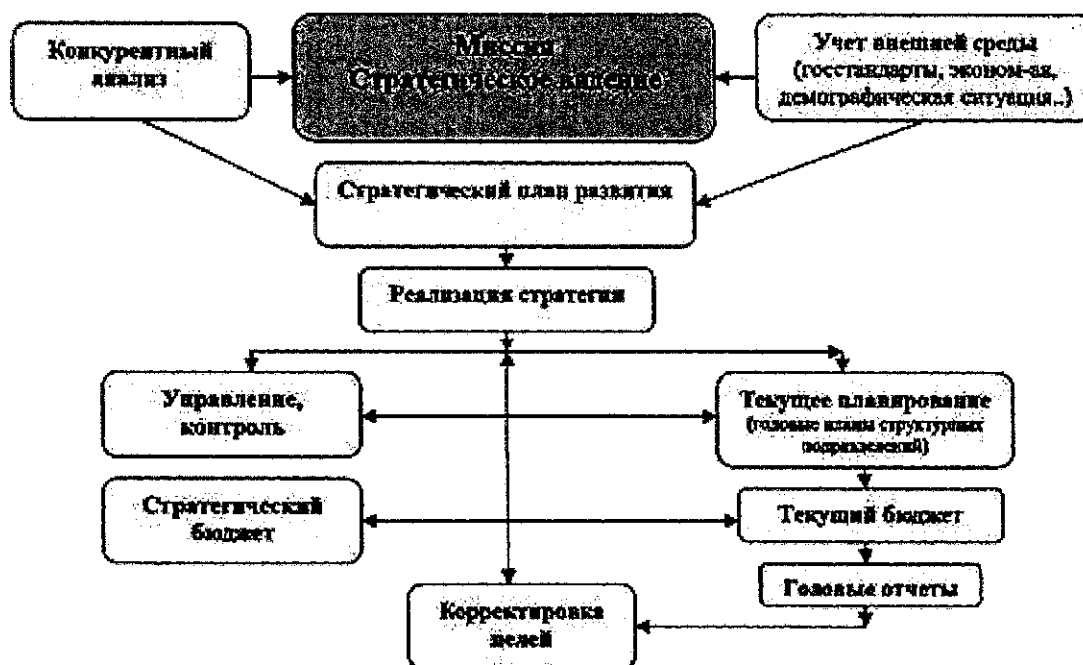 Конкурентный
анализ
Миссия
Стратегическое видение
Учет внешней среды
(госстандарты, эконом-ая,
демографическая ситуация..)
Стратегический план развития
Реализация стратегии
Управление,
контроль
Текущее планирование
(годовые планы структурных
подразделений)
Стратегический
бюджет
Текущий бюджет
Годовые отчеты
Корректировка
целей